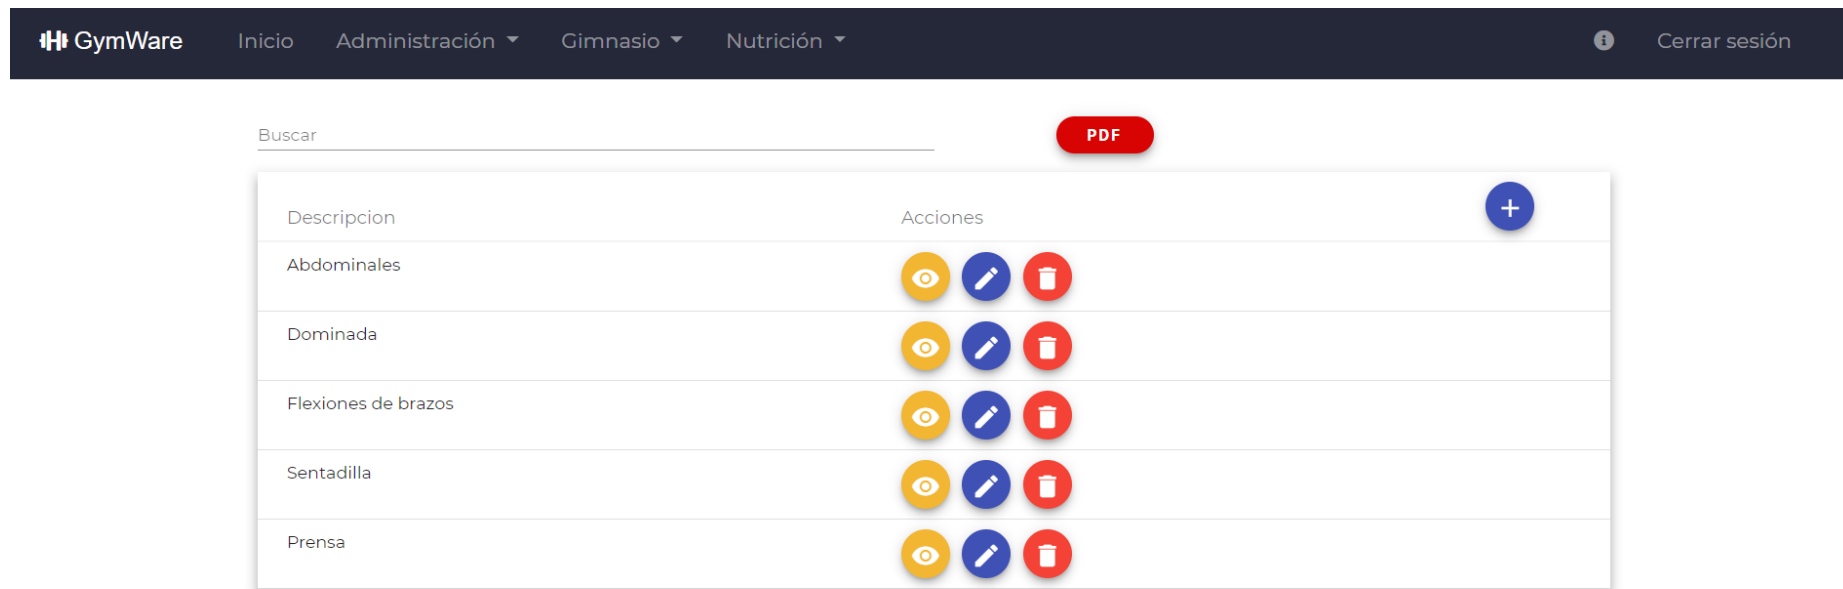 GymWare Inicio Administración Gimnasio Nutrición Cerrar sesión
Buscar PDF
Descripcion Acciones
Abdominales
Dominada
Flexiones de brazos
Sentadilla
Prensa